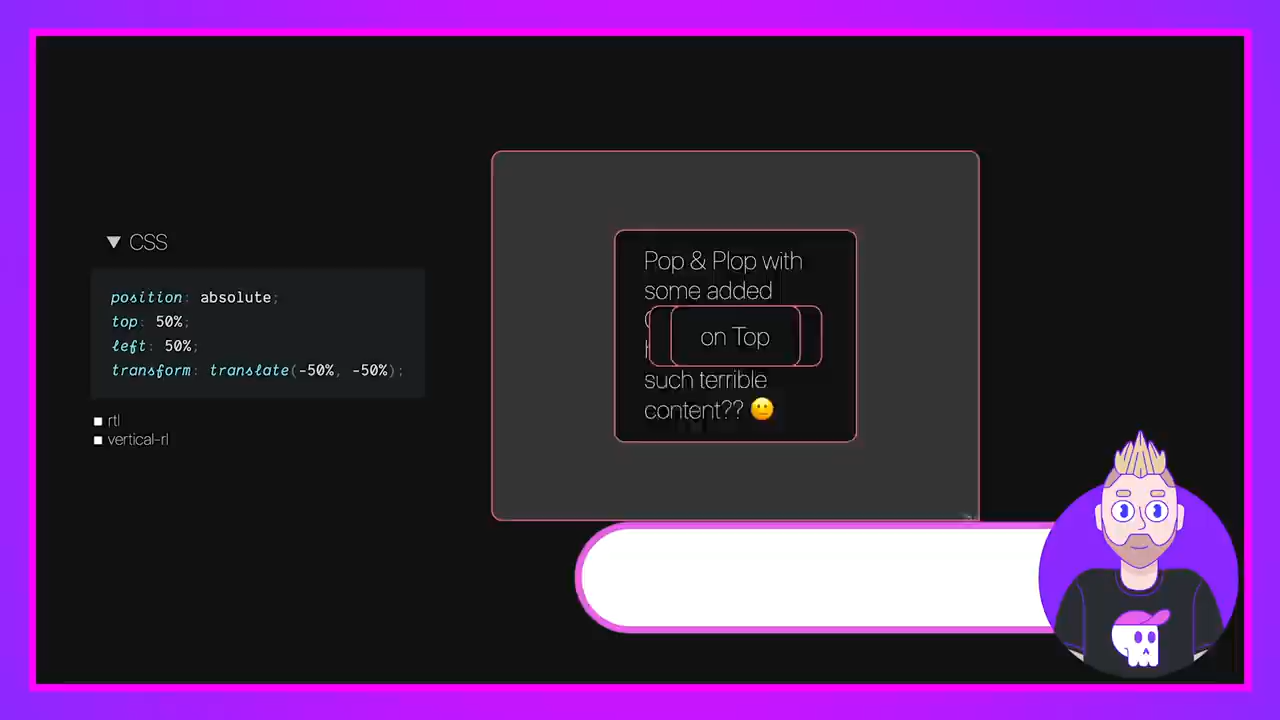 ▼ CSS
position: absolute;
top: 50%;
left: 50%;
transform: translate(-50%, -50%);
rtl
vertical-rl
Pop & Plop with
some added
on Top
such terrible
content?? 🙂